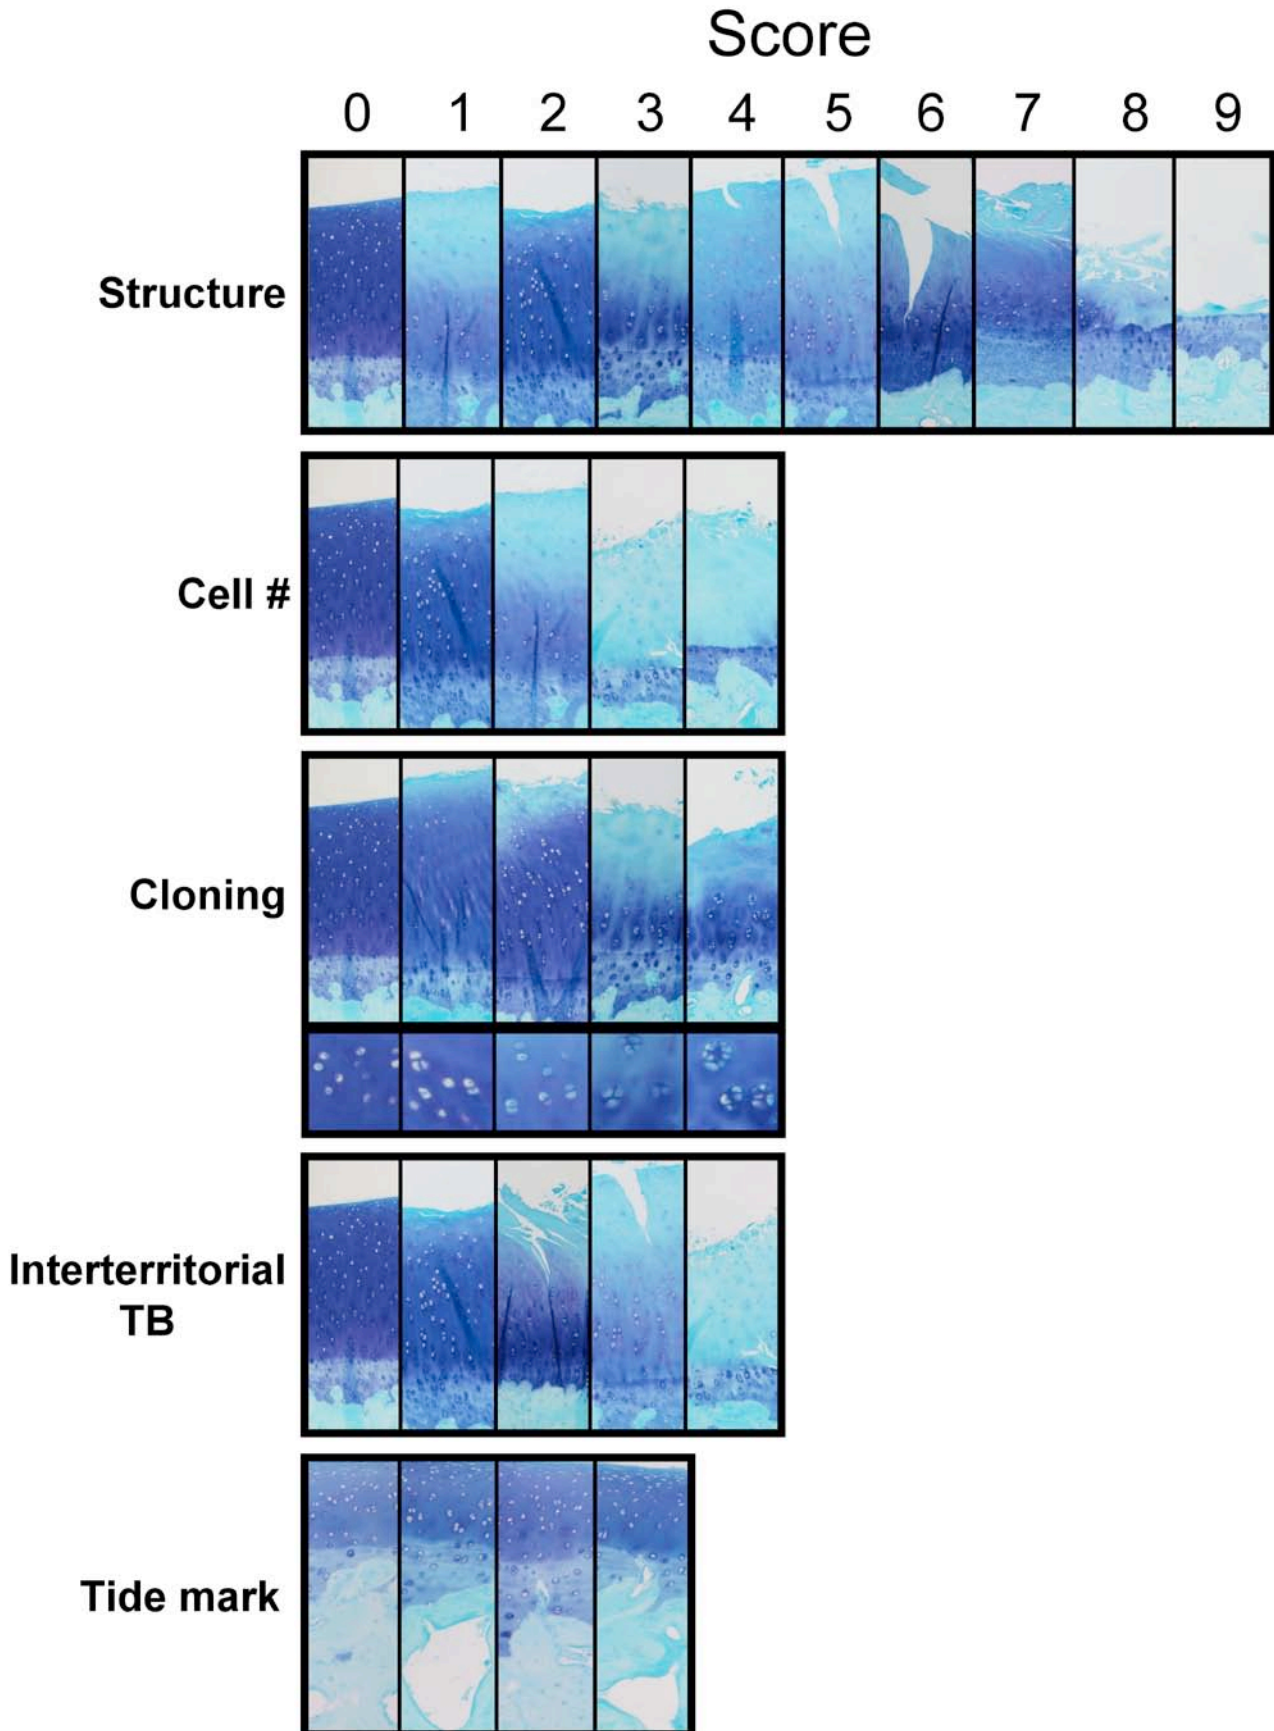 Score
0 1 2 3 4 5 6 7 8 9
Structure
Cell #
Cloning
Interterritorial
TB
Tide mark